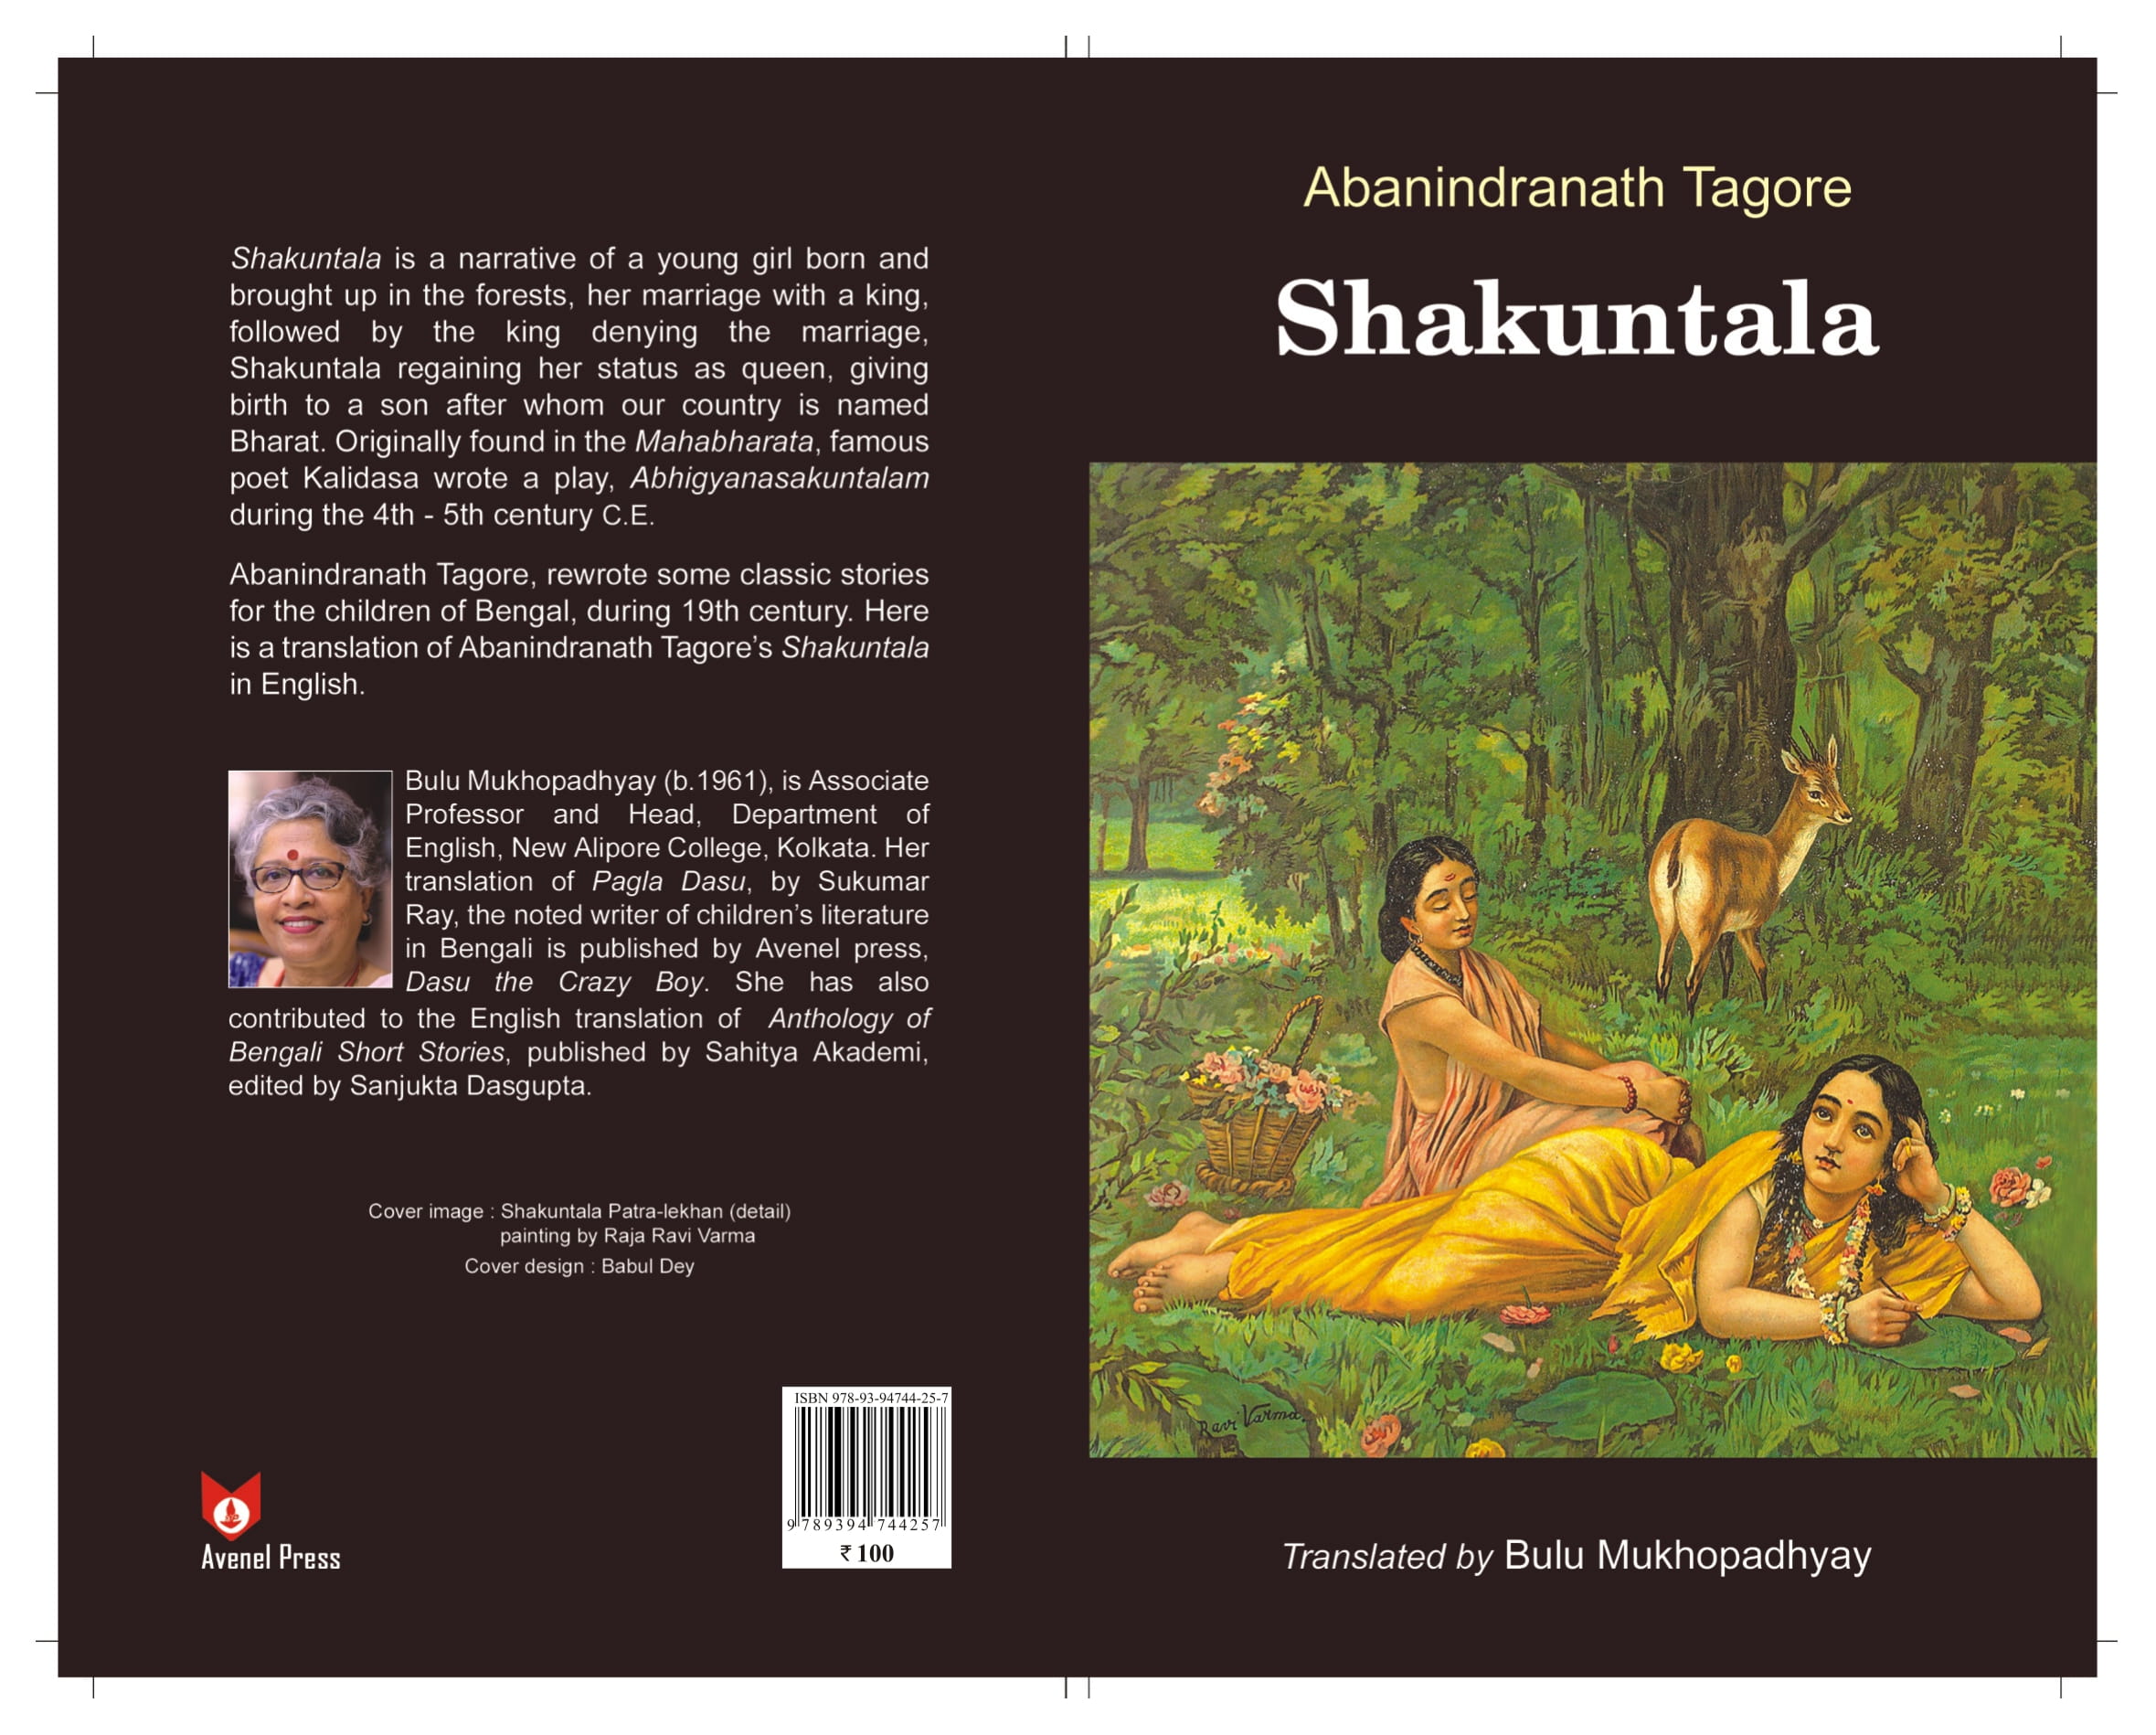 Shakuntala is a narrative of a young girl born and
brought up in the forests, her marriage with a king,
followed by the king denying the marriage,
Shakuntala regaining her status as queen, giving
birth to a son after whom our country is named
Bharat. Originally found in the Mahabharata, famous
poet Kalidasa wrote a play, Abhigyanasakuntalam
during the 4th - 5th century C.E.
Abanindranath Tagore, rewrote some classic stories
for the children of Bengal, during 19th century. Here
is a translation of Abanindranath Tagore’s Shakuntala
in English.
Bulu Mukhopadhyay (b.1961), is Associate
Professor and Head, Department of
English, New Alipore College, Kolkata. Her
translation of Pagla Dasu, by Sukumar
Ray, the noted writer of children’s literature
in Bengali is published by Avenel press,
Dasu the Crazy Boy. She has also
contributed to the English translation of Anthology of
Bengali Short Stories, published by Sahitya Akademi,
edited by Sanjukta Dasgupta.
Cover image : Shakuntala Patra-lekhan (detail)
painting by Raja Ravi Varma
Cover design : Babul Dey
ISBN 978-93-94744-25-7
9 789394 744257
₹ 100
Avenel Press
Abanindranath Tagore
Shakuntala
Ravi Varma.
Translated by Bulu Mukhopadhyay